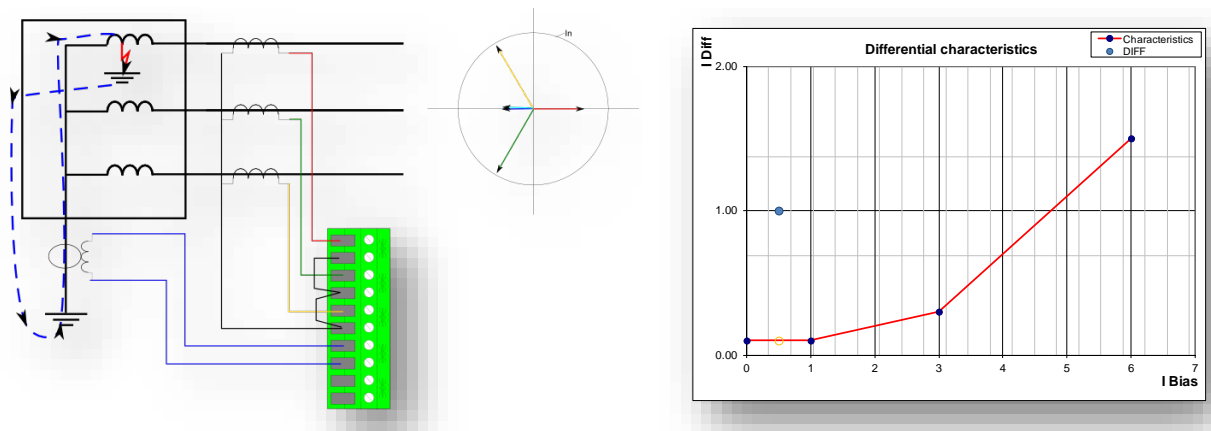 In
Differential characteristics
Characteristics
DIFF
I Diff
2.00
1.00
0.00
0 1 2 3 4 5 6 7
I Bias